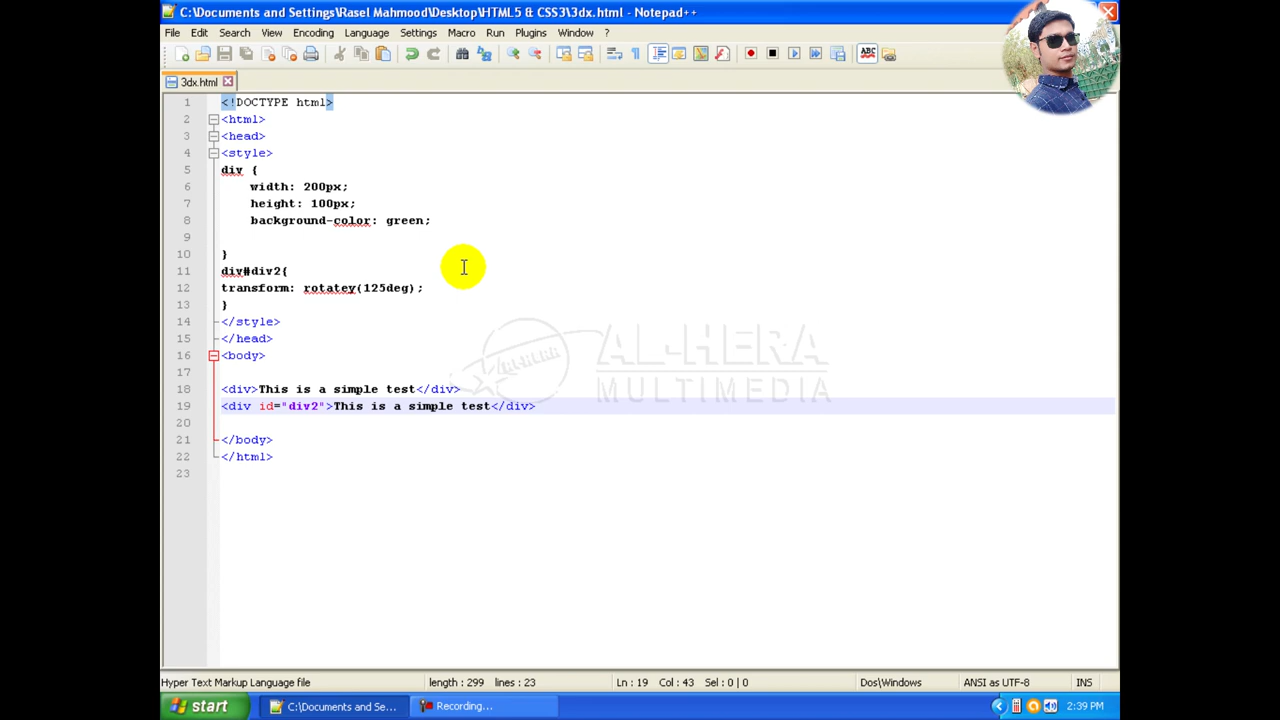 C:\Documents and Settings\Rasel Mahmood\Desktop\HTML5 & CSS3\3dx.html - Notepad++
File Edit Search View Encoding Language Settings Macro Run Plugins Window ?
ABC
3dx.html
1 <!DOCTYPE html>
2 <html>
3 <head>
4 <style>
5 div {
6 width: 200px;
7 height: 100px;
8 background-color: green;
9
10 }
11 div#div2{
12 transform: rotatey(125deg);
13 }
14 </style>
15 </head>
16 <body>
17
18 <div>This is a simple test</div>
19 <div id="div2">This is a simple test</div>
20
21 </body>
22 </html>
23
AL-HERA
AL-HERA
MULTIMEDIA
Hyper Text Markup Language file length : 299 lines : 23 Ln : 19 Col : 43 Sel : 0 | 0 Dos\Windows ANSI as UTF-8 INS
start C:\Documents and Se... Recording... 2:39 PM